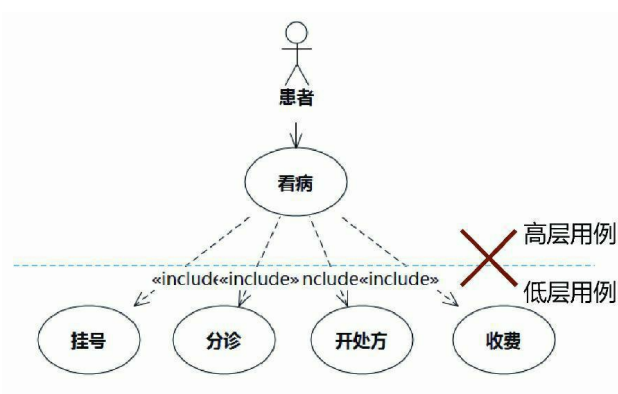 患者
看病
高层用例
«include «include» nclude «include»
低层用例
挂号 分诊 开处方 收费